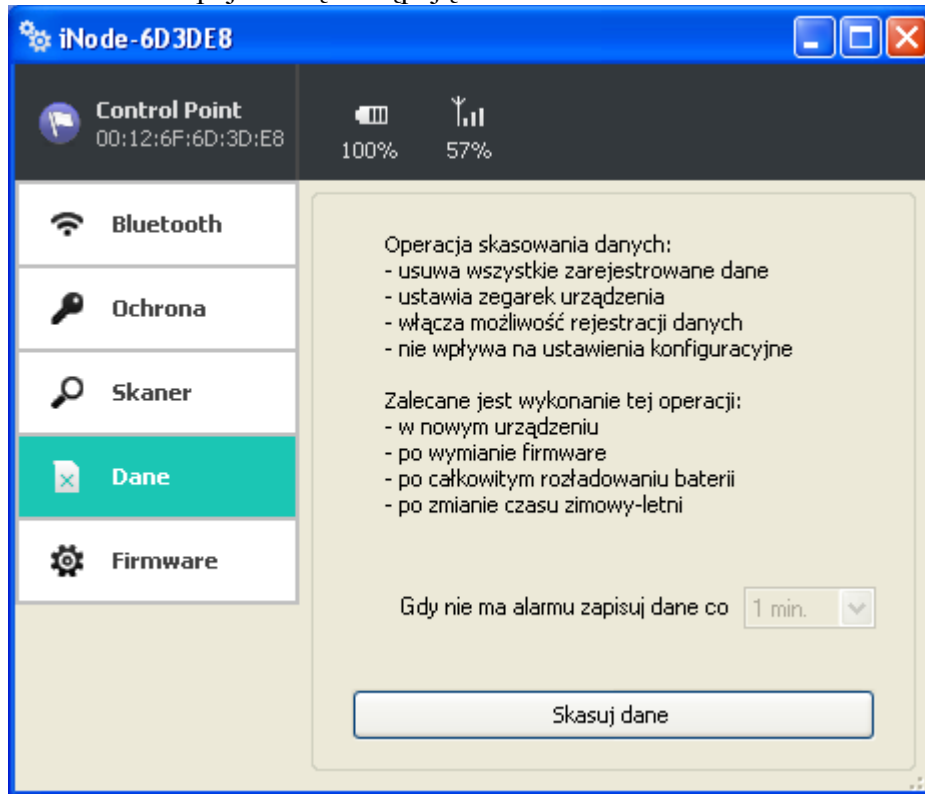 iNode-6D3DE8
Control Point
00:12:6F:6D:3D:E8
100%
57%
Bluetooth
Ochrona
Skaner
Dane
Firmware
Operacja skasowania danych:
- usuwa wszystkie zarejestrowane dane
- ustawia zegarek urządzenia
- włącza możliwość rejestracji danych
- nie wpływa na ustawienia konfiguracyjne
Zalecane jest wykonanie tej operacji:
- w nowym urządzeniu
- po wymianie firmware
- po całkowitym rozładowaniu baterii
- po zmianie czasu zimowy-letni
Gdy nie ma alarmu zapisuj dane co 1 min.
Skasuj dane